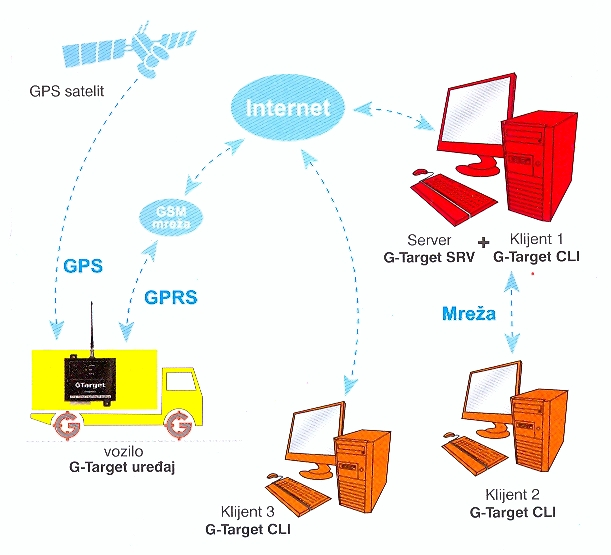 GPS satelit
Internet
GSM
mreža
Server + Klijent 1
G-Target SRV G-Target CLI
GPS
GPRS
Mreža
GTarget
vozilo
G-Target uređaj
Klijent 3
G-Target CLI
Klijent 2
G-Target CLI